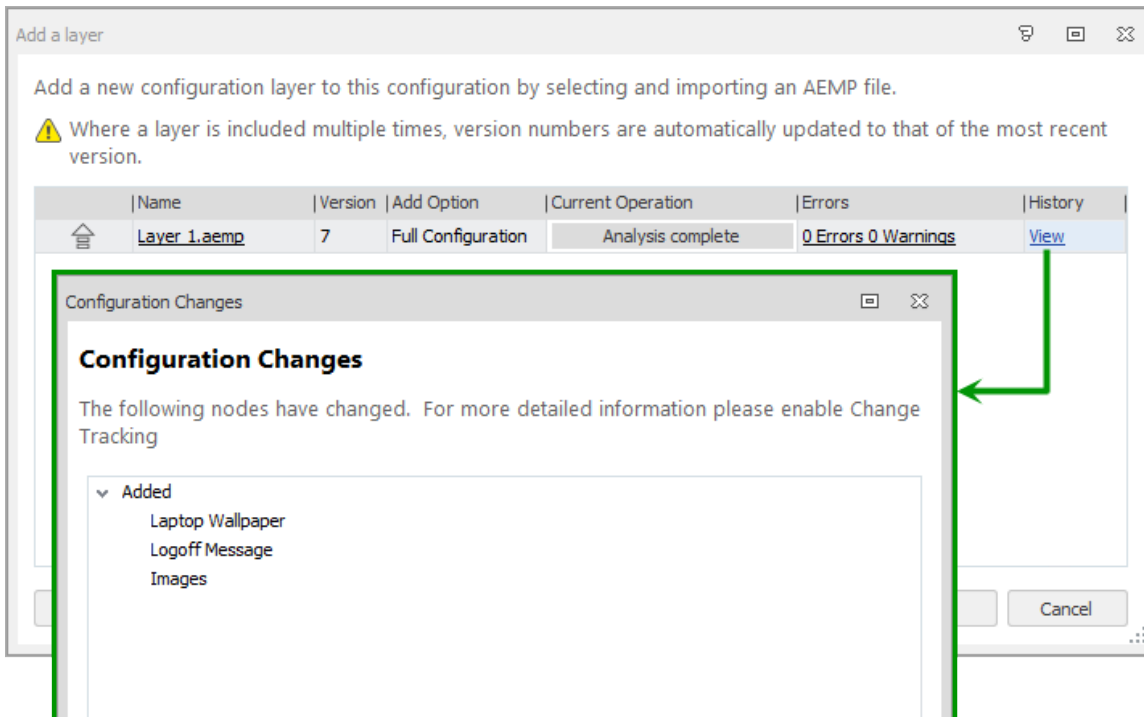 Add a layer
Add a new configuration layer to this configuration by selecting and importing an AEMP file.
Where a layer is included multiple times, version numbers are automatically updated to that of the most recent
version.
|Name |Version |Add Option |Current Operation |Errors |History |
Layer 1.aemp 7 Full Configuration Analysis complete 0 Errors 0 Warnings View
Configuration Changes
Configuration Changes
The following nodes have changed. For more detailed information please enable Change
Tracking
Added
Laptop Wallpaper
Logoff Message
Images
Cancel